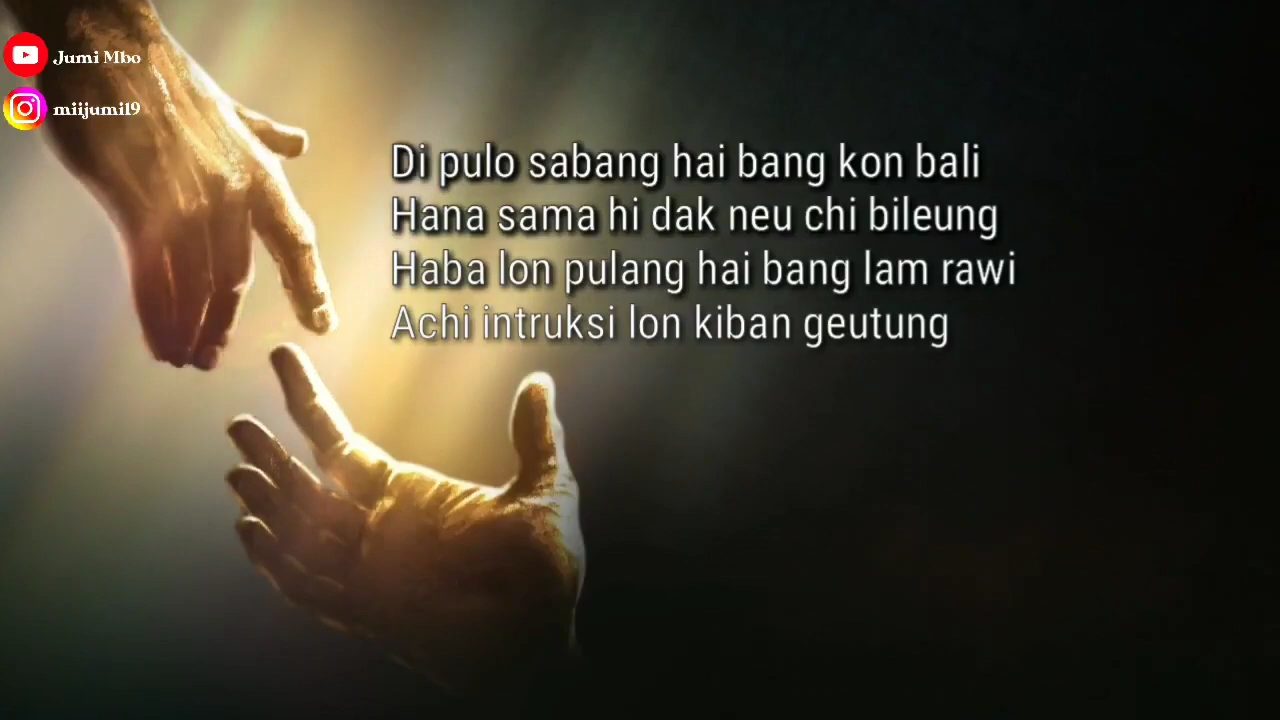 Jumi Mbo
miijumi19
Di pulo sabang hai bang kon bali
Hana sama hi dak neu chi bileung
Haba lon pulang hai bang lam rawi
Achi intruksi lon kiban geutung